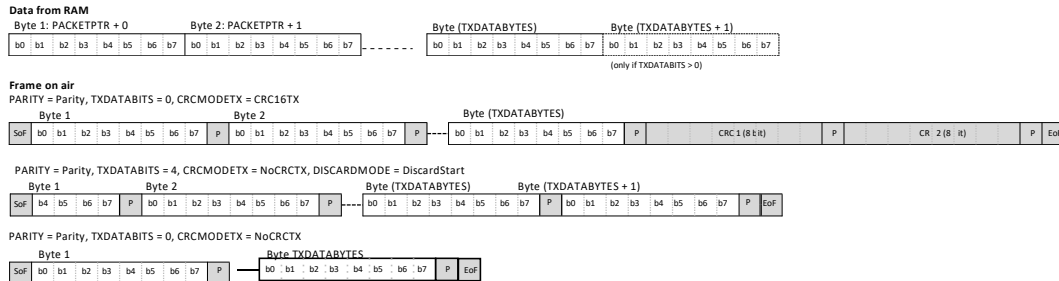 Data from RAM
Byte 1: PACKETPTR + 0 Byte 2: PACKETPTR + 1 Byte (TXDATABYTES) Byte (TXDATABYTES + 1)
b0 b1 b2 b3 b4 b5 b6 b7 b0 b1 b2 b3 b4 b5 b6 b7 b0 b1 b2 b3 b4 b5 b6 b7 b0 b1 b2 b3 b4 b5 b6 b7
(only if TXDATABITS > 0)
Frame on air
PARITY = Parity, TXDATABITS = 0, CRCMODETX = CRC16TX
Byte 1 Byte 2 Byte (TXDATABYTES)
SoF b0 b1 b2 b3 b4 b5 b6 b7 P b0 b1 b2 b3 b4 b5 b6 b7 P b0 b1 b2 b3 b4 b5 b6 b7 P CRC 1 (8 bit) P CR 2 (8 it) P EoF
PARITY = Parity, TXDATABITS = 4, CRCMODETX = NoCRCTX, DISCARDMODE = DiscardStart
Byte 1 Byte 2 Byte (TXDATABYTES) Byte (TXDATABYTES + 1)
SoF b4 b5 b6 b7 P b0 b1 b2 b3 b4 b5 b6 b7 P b0 b1 b2 b3 b4 b5 b6 b7 P b0 b1 b2 b3 b4 b5 b6 b7 P EoF
PARITY = Parity, TXDATABITS = 0, CRCMODETX = NoCRCTX
Byte 1 Byte TXDATABYTES
SoF b0 b1 b2 b3 b4 b5 b6 b7 P b0 b1 b2 b3 b4 b5 b6 b7 P EoF